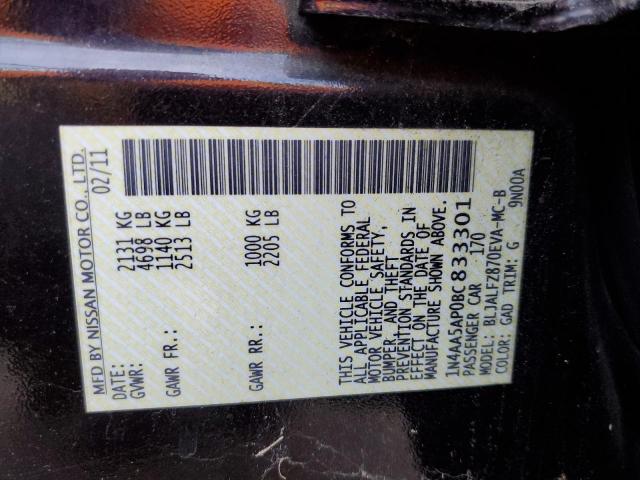 MFD BY NISSAN MOTOR CO., LTD.
DATE: 02/11
GVWR: 2131 KG
4698 LB
GAWR FR: 1140 KG
2513 LB
GAWR RR: 1000 KG
2205 LB
THIS VEHICLE CONFORMS TO
ALL APPLICABLE FEDERAL
MOTOR VEHICLE SAFETY,
BUMPER, AND THEFT
PREVENTION STANDARDS IN
EFFECT ON THE DATE OF
MANUFACTURE SHOWN ABOVE.
1N4AA5AP0BC 833301
PASSENGER CAR 170
MODEL: BLJALFZ870EVA-MC-B
COLOR: GAD TRIM: G 9N00A